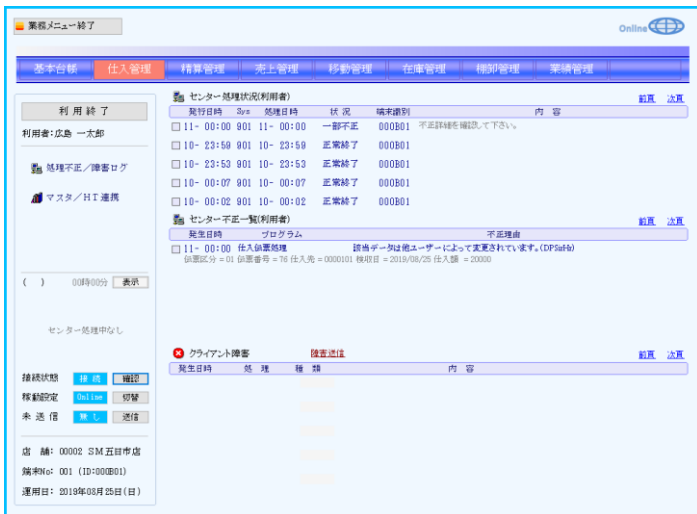 業務メニュー終了
Online
基本台帳 仕入管理 精算管理 売上管理 移動管理 在庫管理 棚卸管理 業績管理
利用終了
利用者:広島 一太郎
処理不正/障害ログ
マスタ/HT連携
( ) 00時00分 表示
センター処理中なし
接続状態 接 続 確認
稼動設定 Online 切替
未 送 信 無 し 送信
店 舗: 00002 SM五日市店
端末No: 001 (ID:000B01)
運用日: 2019年08月25日(日)
センター処理状況(利用者) 前頁 次頁
発行日時 Sys 処理日時 状 況 端末識別 内 容
11- 00:00 901 11- 00:00 一部不正 000B01 不正詳細を確認して下さい。
10- 23:59 901 10- 23:59 正常終了 000B01
10- 23:53 901 10- 23:53 正常終了 000B01
10- 00:07 901 10- 00:07 正常終了 000B01
10- 00:02 901 10- 00:02 正常終了 000B01
センター不正一覧(利用者) 前頁 次頁
発生日時 プログラム 不正理由
11- 00:00 仕入伝票処理 該当データは他ユーザーによって変更されています。
伝票区分 = 01 伝票番号 = 76 仕入先 = 0000101 検収日 = 2019/08/25 仕入額 = 20000
クライアント障害 障害送信 前頁 次頁
発生日時 処 理 種 類 内 容